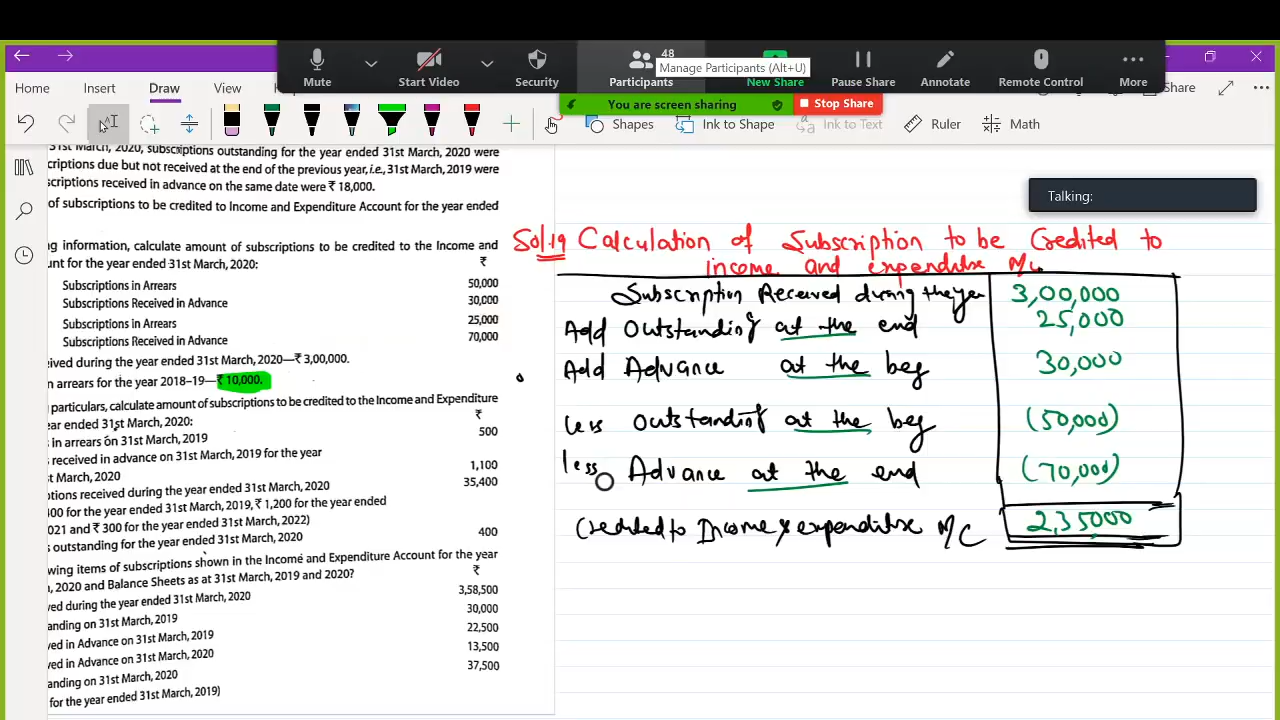 48
Manage Participants (Alt+U)
Mute
Start Video
Security
Participants
New Share
Pause Share
Annotate
Remote Control
More
You are screen sharing
Stop Share
Home
Insert
Draw
View
Share
Shapes
Ink to Shape
Ink to Text
Ruler
Math
Talking:
31st March, 2020, subscriptions outstanding for the year ended 31st March, 2020 were
criptions due but not received at the end of the previous year, i.e., 31st March, 2019 were
scriptions received in advance on the same date were ₹ 18,000.
of subscriptions to be credited to Income and Expenditure Account for the year ended
ng information, calculate amount of subscriptions to be credited to the Income and
unt for the year ended 31st March, 2020:
₹
Subscriptions in Arrears 50,000
Subscriptions Received in Advance 30,000
Subscriptions in Arrears 25,000
Subscriptions Received in Advance 70,000
eived during the year ended 31st March, 2020—₹ 3,00,000.
n arrears for the year 2018–19—₹ 10,000.
g particulars, calculate amount of subscriptions to be credited to the Income and Expenditure
ear ended 31st March, 2020:
₹
in arrears on 31st March, 2019 500
s received in advance on 31st March, 2019 for the year
st March, 2020 1,100
ptions received during the year ended 31st March, 2020 35,400
400 for the year ended 31st March, 2019, ₹ 1,200 for the year ended
2021 and ₹ 300 for the year ended 31st March, 2022)
s outstanding for the year ended 31st March, 2020 400
wing items of subscriptions shown in the Income and Expenditure Account for the year
h, 2020 and Balance Sheets as at 31st March, 2019 and 2020?
₹
ved during the year ended 31st March, 2020 3,58,500
anding on 31st March, 2019 30,000
ved in Advance on 31st March, 2019 22,500
ved in Advance on 31st March, 2020 13,500
anding on 31st March, 2020 37,500
for the year ended 31st March, 2019)
Sol.19 Calculation of Subscription to be Credited to
income and expenditure A/c
Subscription Received during the year 3,00,000
Add Outstanding at the end 25,000
Add Advance at the beg 30,000
less Outstanding at the beg (50,000)
less Advance at the end (70,000)
Credited to Income & expenditure A/C 2,35000